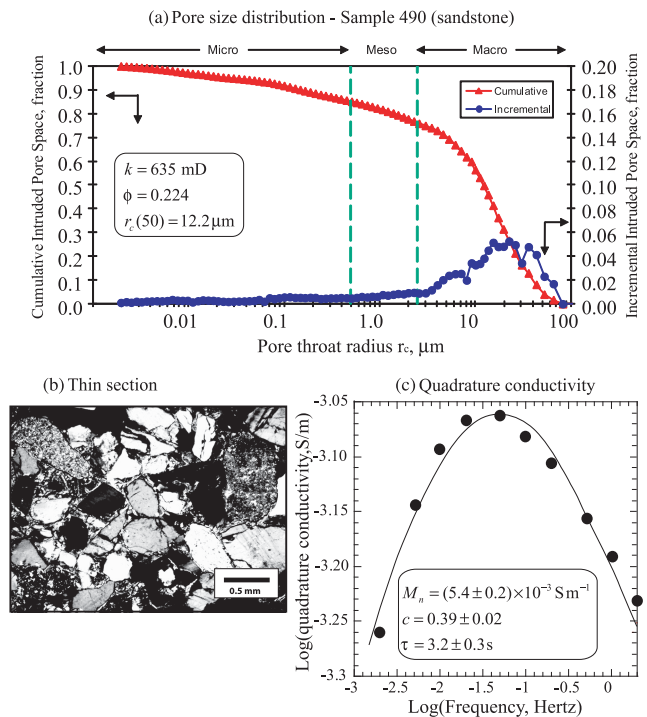 (a) Pore size distribution - Sample 490 (sandstone)
Micro Meso Macro
Cumulative Intruded Pore Space, fraction
1.0
0.9
0.8
0.7
0.6
0.5
0.4
0.3
0.2
0.1
0.0
k = 635 mD
ϕ = 0.224
r_c(50) = 12.2 μm
Cumulative
Incremental
0.20
0.18
0.16
0.14
0.12
0.10
0.08
0.06
0.04
0.02
0.00
Incremental Intruded Pore Space, fraction
0.01 0.1 1.0 10 100
Pore throat radius r_c, μm
(b) Thin section
0.5 mm
(c) Quadrature conductivity
Log(quadrature conductivity,S/m)
-3.05
-3.10
-3.15
-3.20
-3.25
-3.3
M_n = (5.4 ± 0.2)×10⁻³ S m⁻¹
c = 0.39 ± 0.02
τ = 3.2 ± 0.3 s
-3 -2.5 -2 -1.5 -1 -0.5 0
Log(Frequency, Hertz)